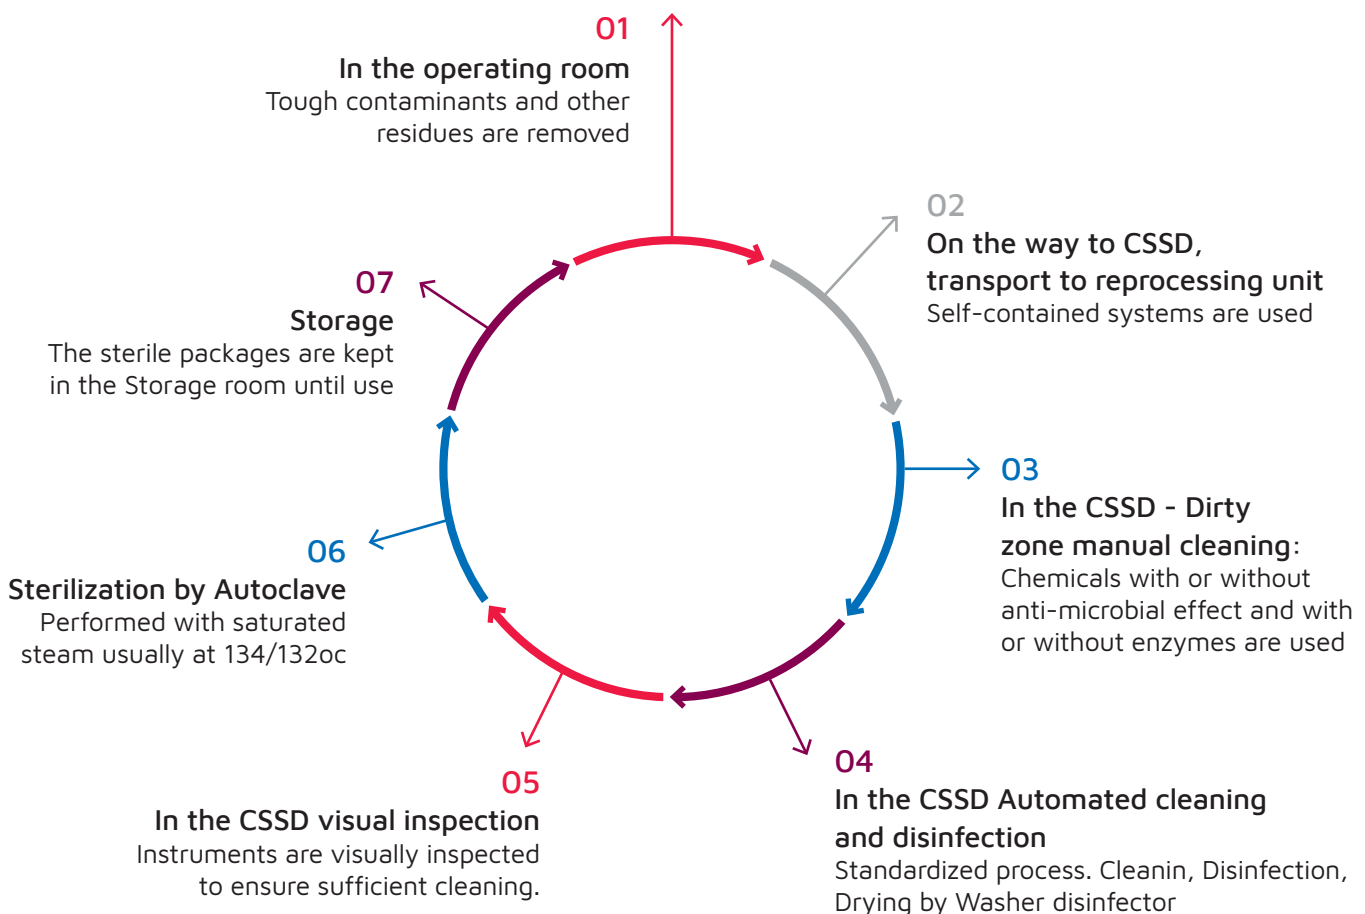 01
In the operating room
Tough contaminants and other
residues are removed
02
On the way to CSSD,
transport to reprocessing unit
Self-contained systems are used
03
In the CSSD - Dirty
zone manual cleaning:
Chemicals with or without
anti-microbial effect and with
or without enzymes are used
04
In the CSSD Automated cleaning
and disinfection
Standardized process. Cleanin, Disinfection,
Drying by Washer disinfector
05
In the CSSD visual inspection
Instruments are visually inspected
to ensure sufficient cleaning.
06
Sterilization by Autoclave
Performed with saturated
steam usually at 134/132oc
07
Storage
The sterile packages are kept
in the Storage room until use